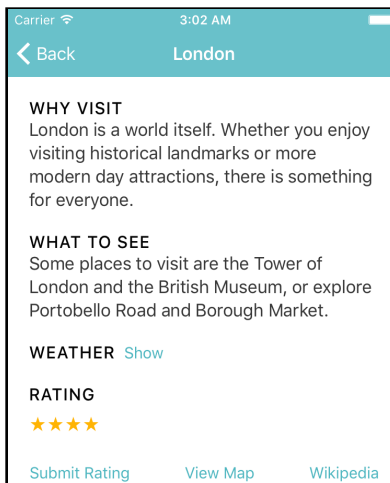 Carrier 3:02 AM
Back London
WHY VISIT
London is a world itself. Whether you enjoy
visiting historical landmarks or more
modern day attractions, there is something
for everyone.
WHAT TO SEE
Some places to visit are the Tower of
London and the British Museum, or explore
Portobello Road and Borough Market.
WEATHER Show
RATING
★★★★
Submit Rating View Map Wikipedia